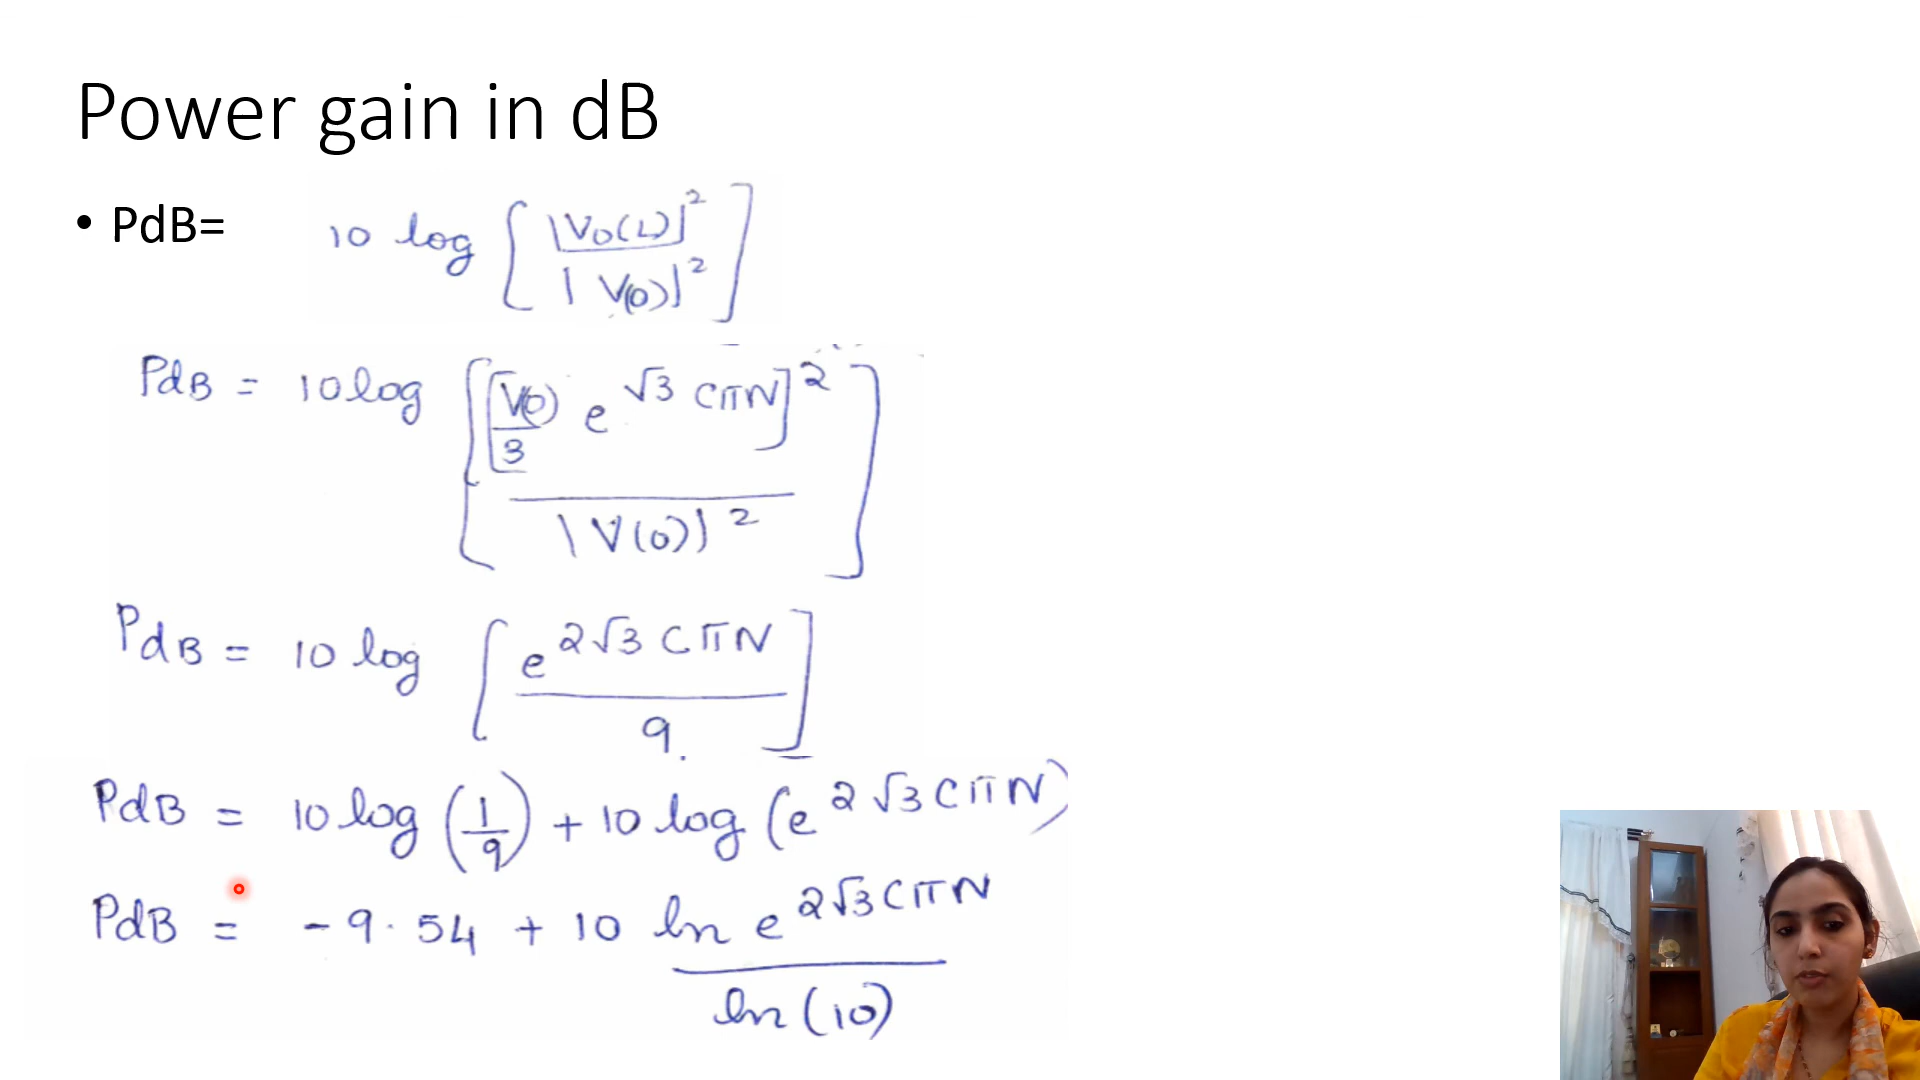 Power gain in dB
• PdB= 10 log [ |V0(L)|² / |V(0)|² ]
PdB = 10 log [ [ V(0)/3 e^{√3 CπN} ]² / |V(0)|² ]
PdB = 10 log [ e^{2√3 CπN} / 9 ]
PdB = 10 log (1/9) + 10 log (e^{2√3 CπN})
PdB = -9.54 + 10 ln e^{2√3 CπN} / ln(10)